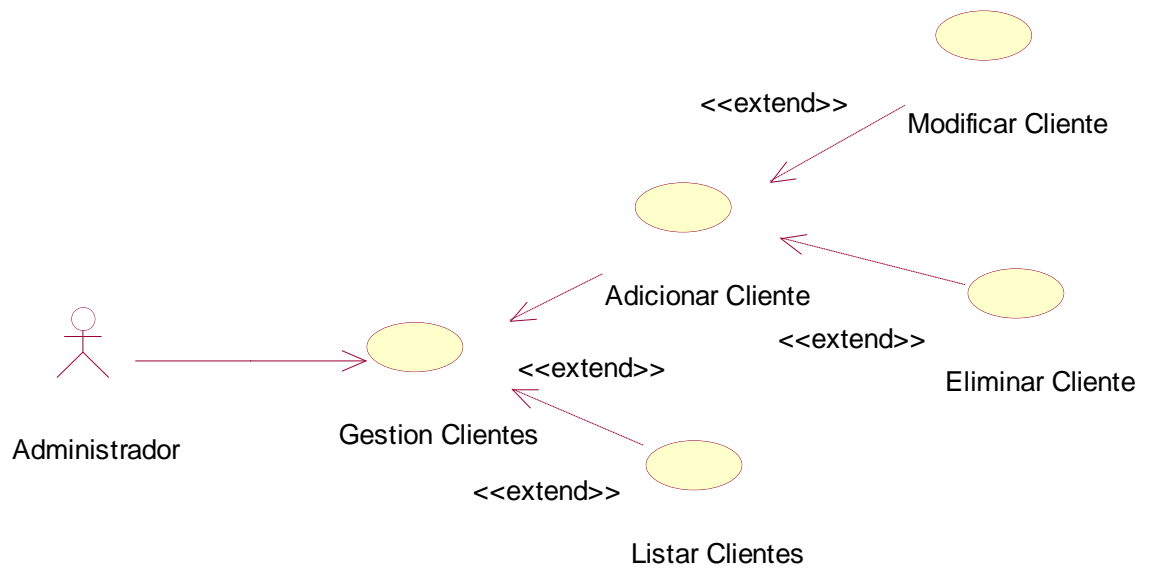 <<extend>>
Modificar Cliente
Adicionar Cliente
<<extend>>
<<extend>>
Eliminar Cliente
Gestion Clientes
Administrador
<<extend>>
Listar Clientes